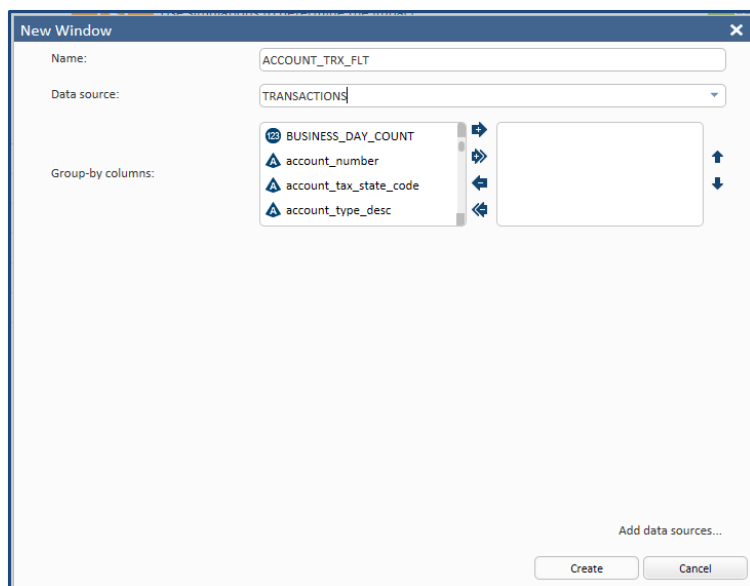 New Window
Name:
ACCOUNT_TRX_FLT
Data source:
TRANSACTIONS
Group-by columns:
123 BUSINESS_DAY_COUNT
A account_number
A account_tax_state_code
A account_type_desc
Add data sources...
Create
Cancel